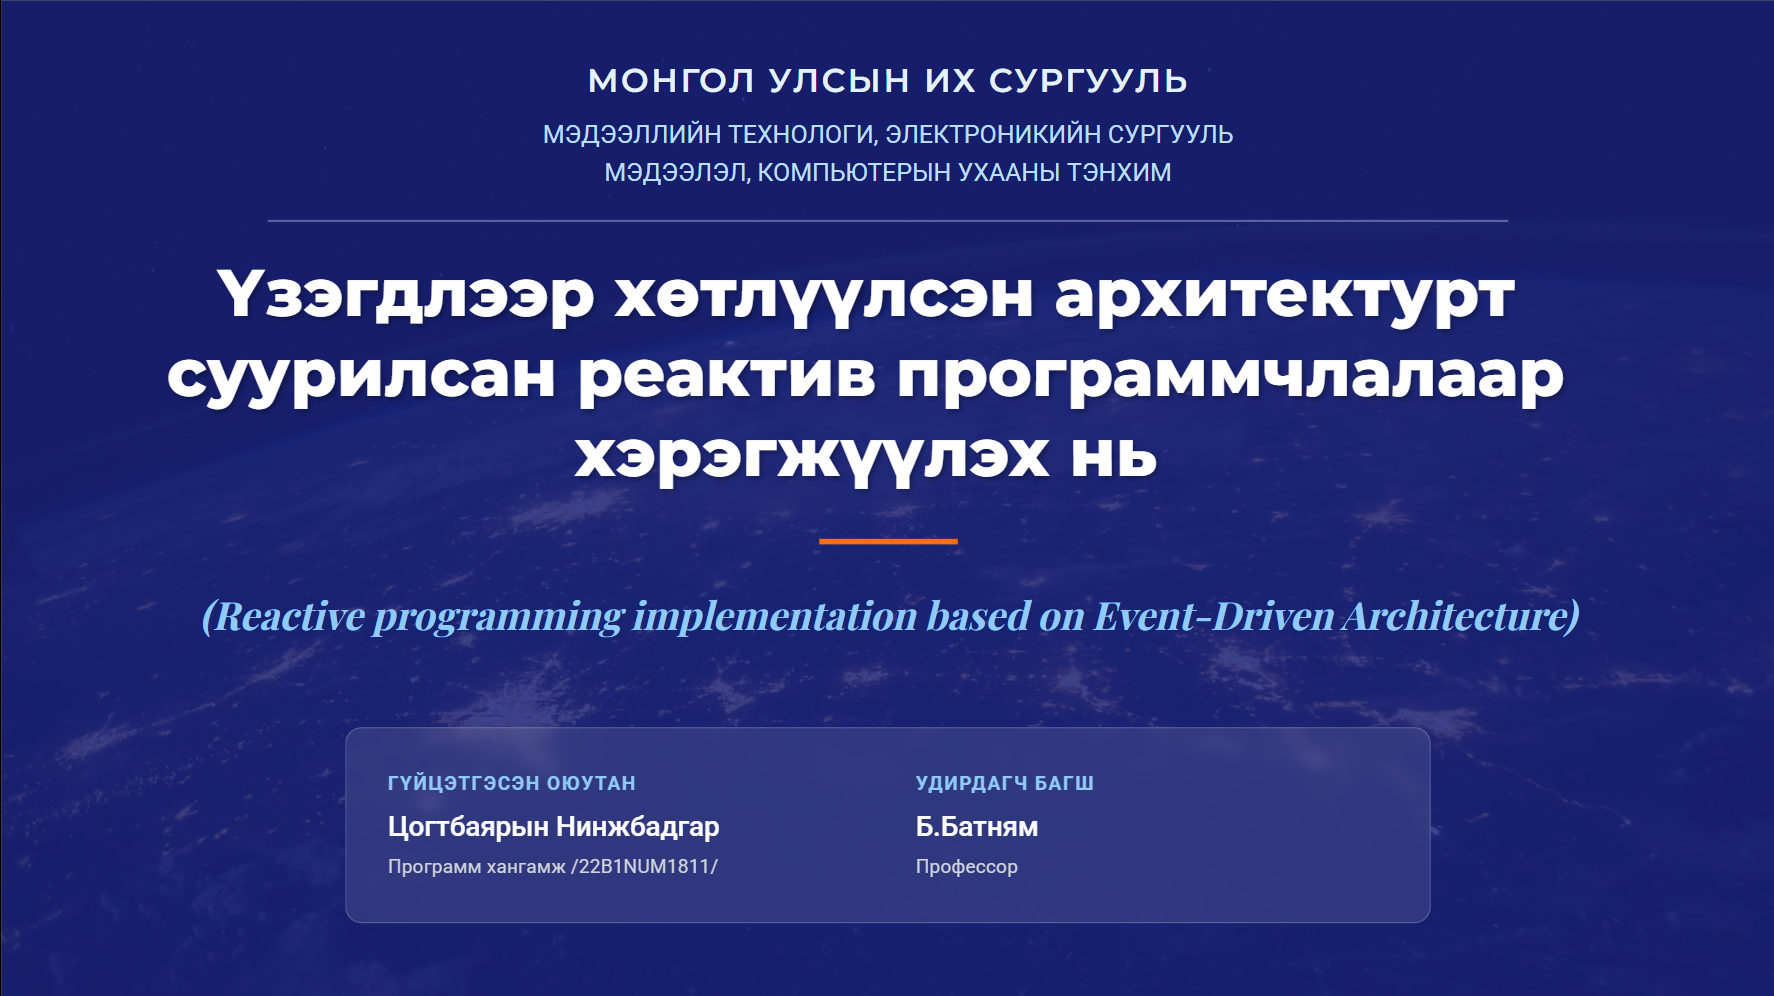 МОНГОЛ УЛСЫН ИХ СУРГУУЛЬ
МЭДЭЭЛЛИЙН ТЕХНОЛОГИ, ЭЛЕКТРОНИКИЙН СУРГУУЛЬ
МЭДЭЭЛЭЛ, КОМПЬЮТЕРЫН УХААНЫ ТЭНХИМ
Үзэгдлээр хөтлүүлсэн архитектурт
суурилсан реактив программчлалаар
хэрэгжүүлэх нь
(Reactive programming implementation based on Event-Driven Architecture)
ГҮЙЦЭТГЭСЭН ОЮУТАН
Цогтбаярын Нинжбадгар
Программ хангамж /22B1NUM1811/
УДИРДАГЧ БАГШ
Б.Батням
Профессор